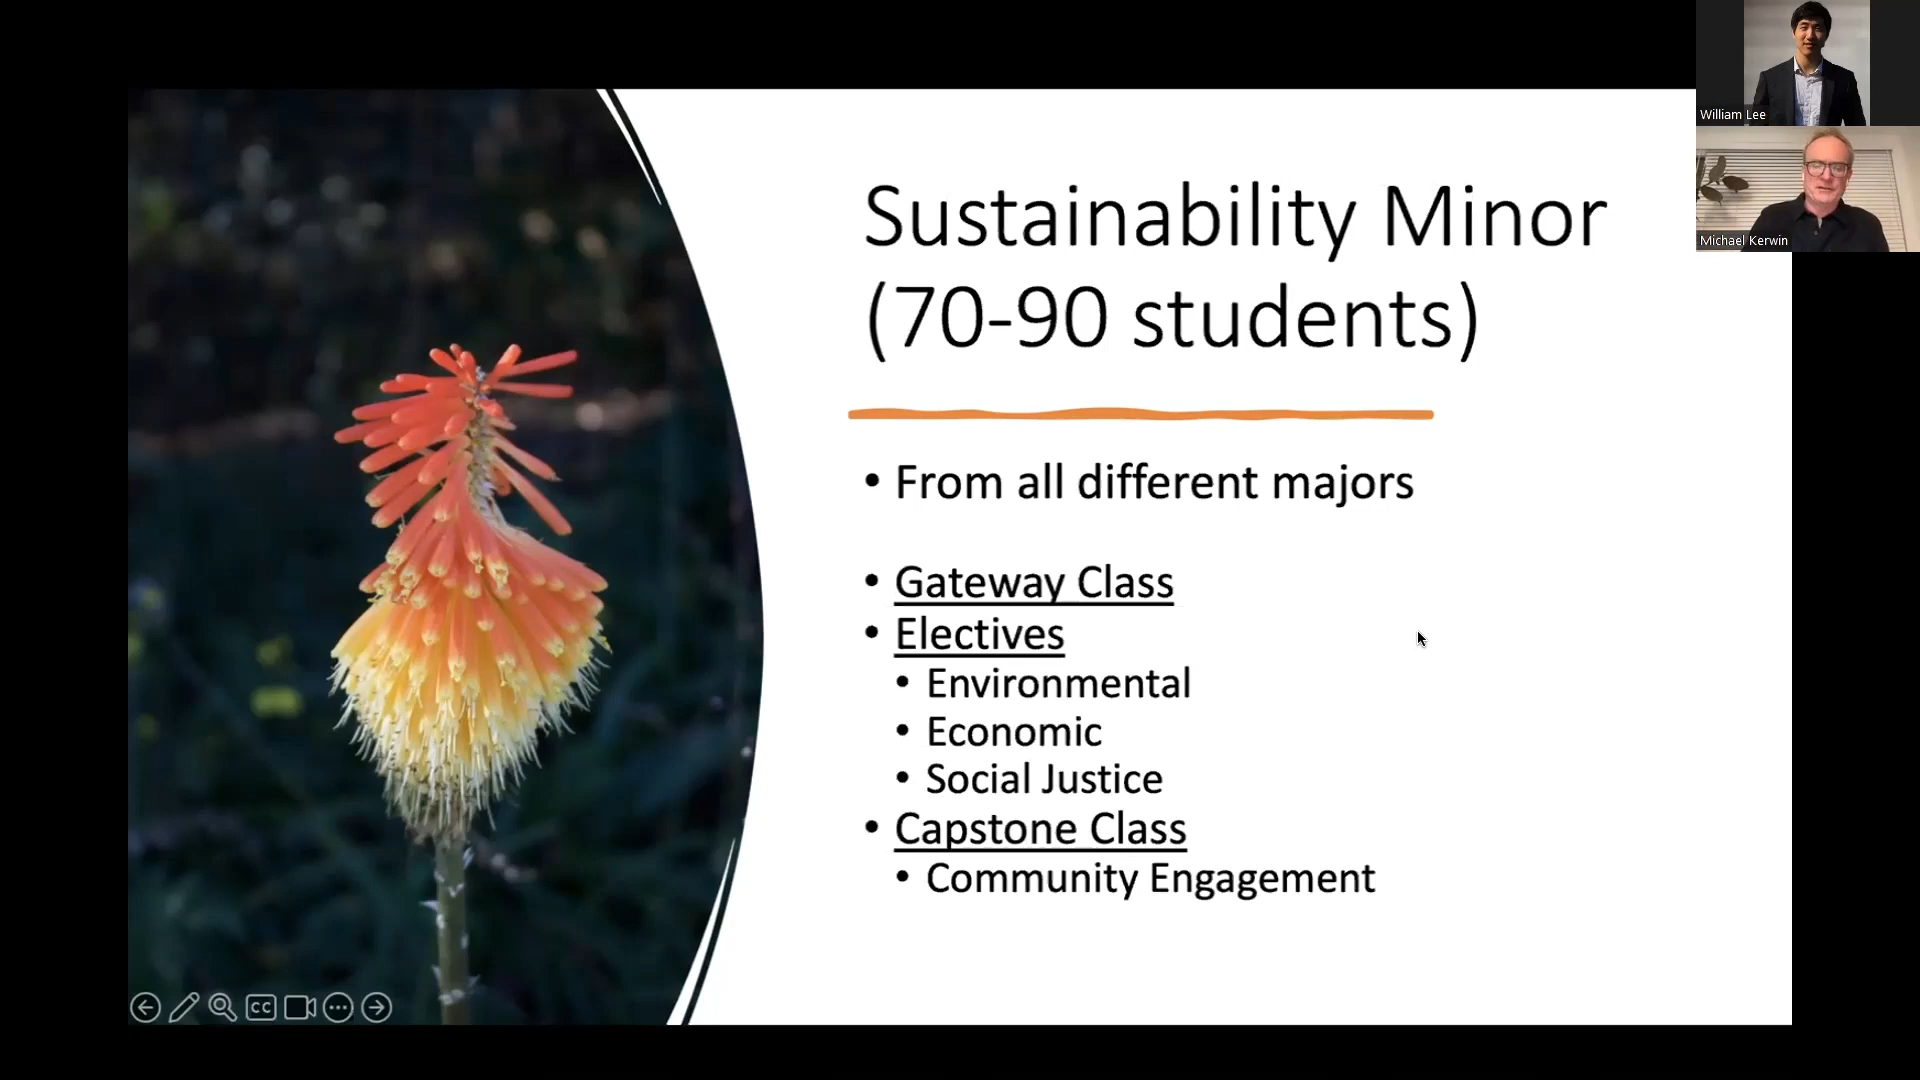 William Lee
Michael Kerwin
Sustainability Minor
(70-90 students)
• From all different majors
• Gateway Class
• Electives
• Environmental
• Economic
• Social Justice
• Capstone Class
• Community Engagement
CC